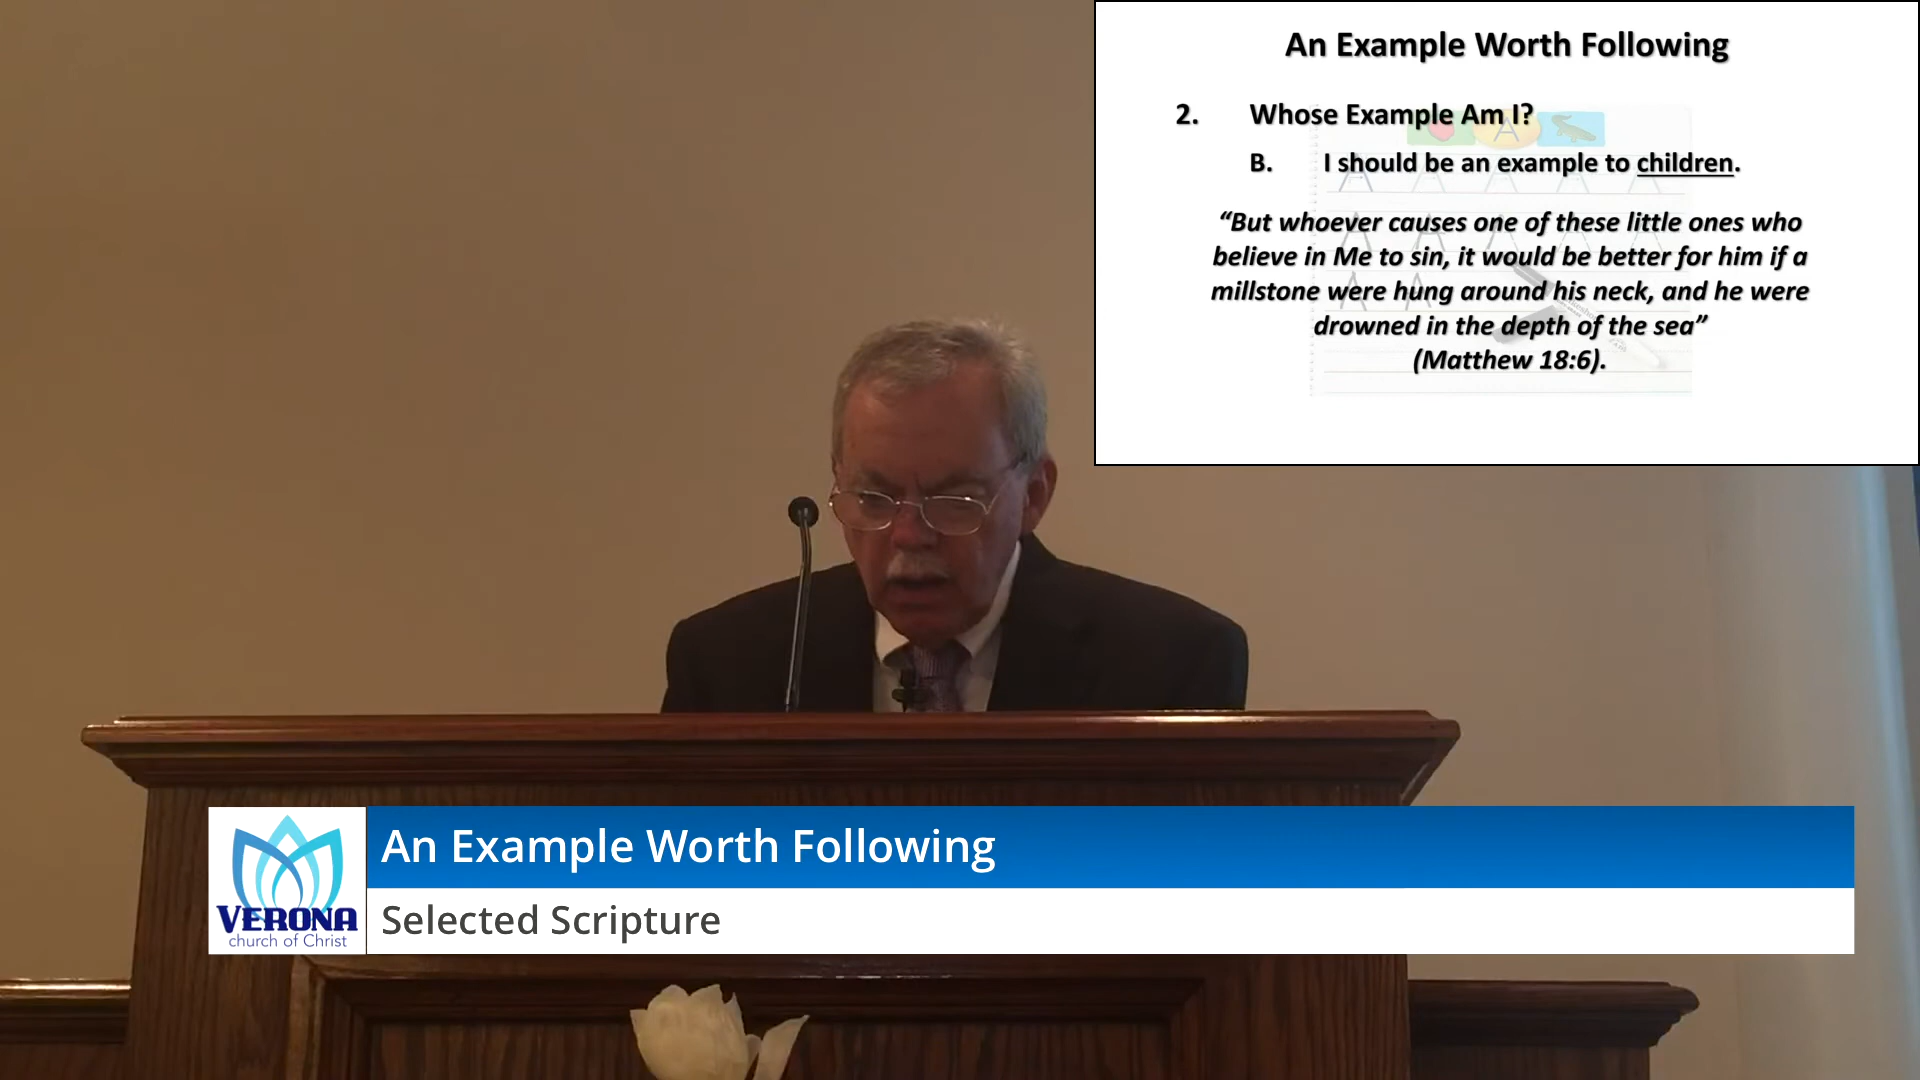 An Example Worth Following
2. Whose Example Am I?
B. I should be an example to children.
“But whoever causes one of these little ones who
believe in Me to sin, it would be better for him if a
millstone were hung around his neck, and he were
drowned in the depth of the sea”
(Matthew 18:6).
An Example Worth Following
Selected Scripture
VERONA
church of Christ